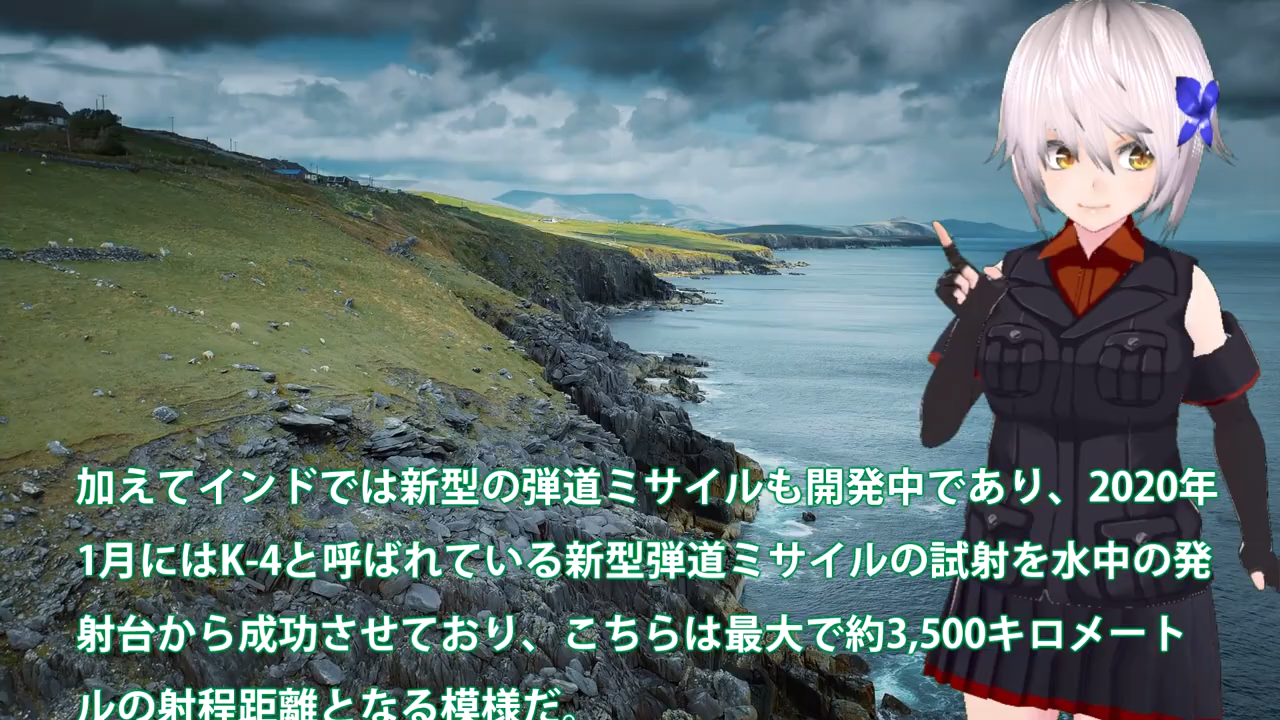 加えてインドでは新型の弾道ミサイルも開発中であり、2020年
1月にはK-4と呼ばれている新型弾道ミサイルの試射を水中の発
射台から成功させており、こちらは最大で約3,500キロメート
ルの射程距離となる模様だ。